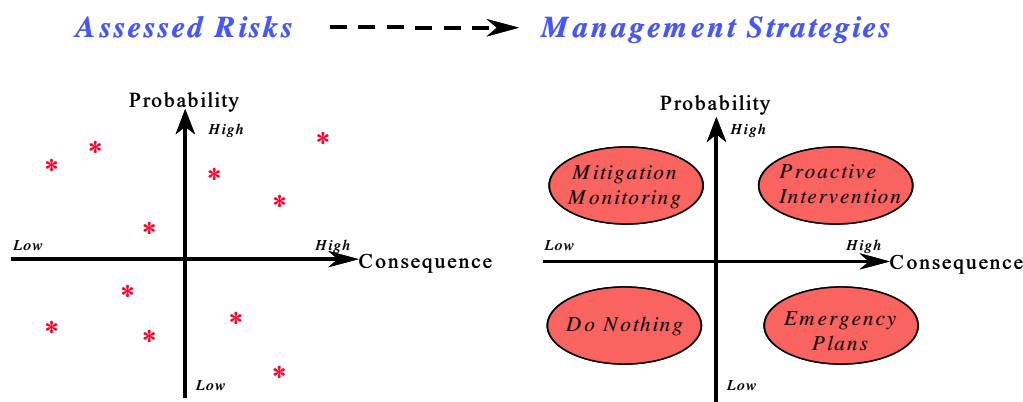 Assessed Risks
Management Strategies
Probability
High
Low
High
Consequence
Low
Probability
High
Mitigation
Monitoring
Proactive
Intervention
Low
High
Consequence
Do Nothing
Emergency
Plans
Low